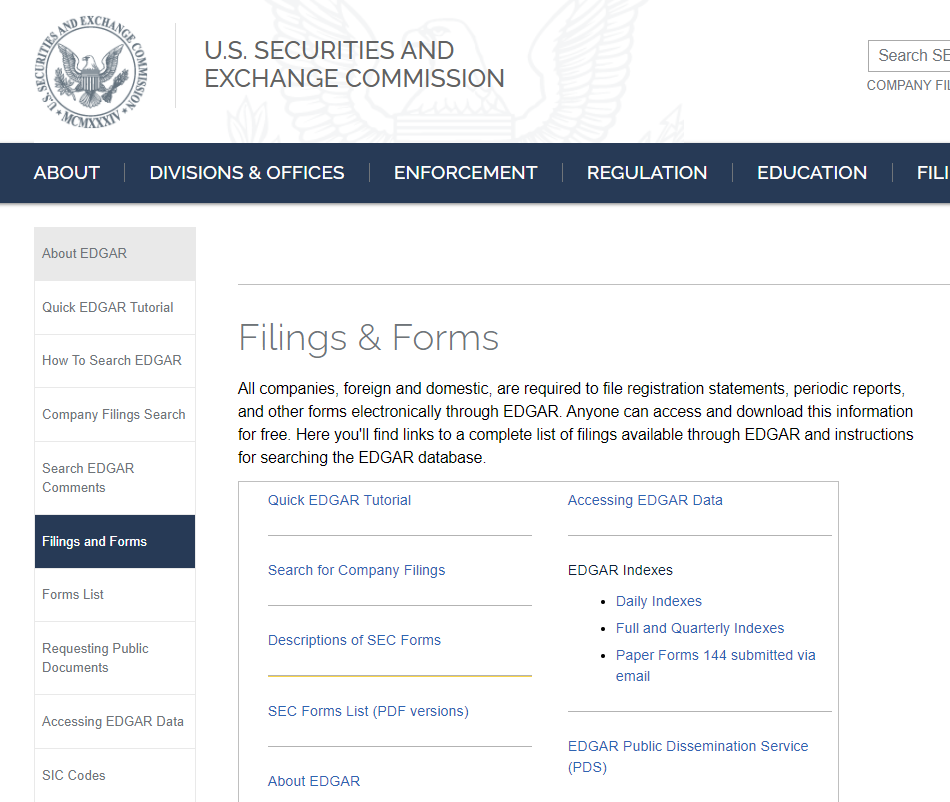 U.S. SECURITIES AND EXCHANGE COMMISSION
MCMXXXIV
U.S. SECURITIES AND
EXCHANGE COMMISSION
Search SE
COMPANY FIL
ABOUT
DIVISIONS & OFFICES
ENFORCEMENT
REGULATION
EDUCATION
FILI
About EDGAR
Quick EDGAR Tutorial
How To Search EDGAR
Company Filings Search
Search EDGAR
Comments
Filings and Forms
Forms List
Requesting Public
Documents
Accessing EDGAR Data
SIC Codes
Filings & Forms
All companies, foreign and domestic, are required to file registration statements, periodic reports,
and other forms electronically through EDGAR. Anyone can access and download this information
for free. Here you'll find links to a complete list of filings available through EDGAR and instructions
for searching the EDGAR database.
Quick EDGAR Tutorial
Search for Company Filings
Descriptions of SEC Forms
SEC Forms List (PDF versions)
About EDGAR
Accessing EDGAR Data
EDGAR Indexes
Daily Indexes
Full and Quarterly Indexes
Paper Forms 144 submitted via
email
EDGAR Public Dissemination Service
(PDS)